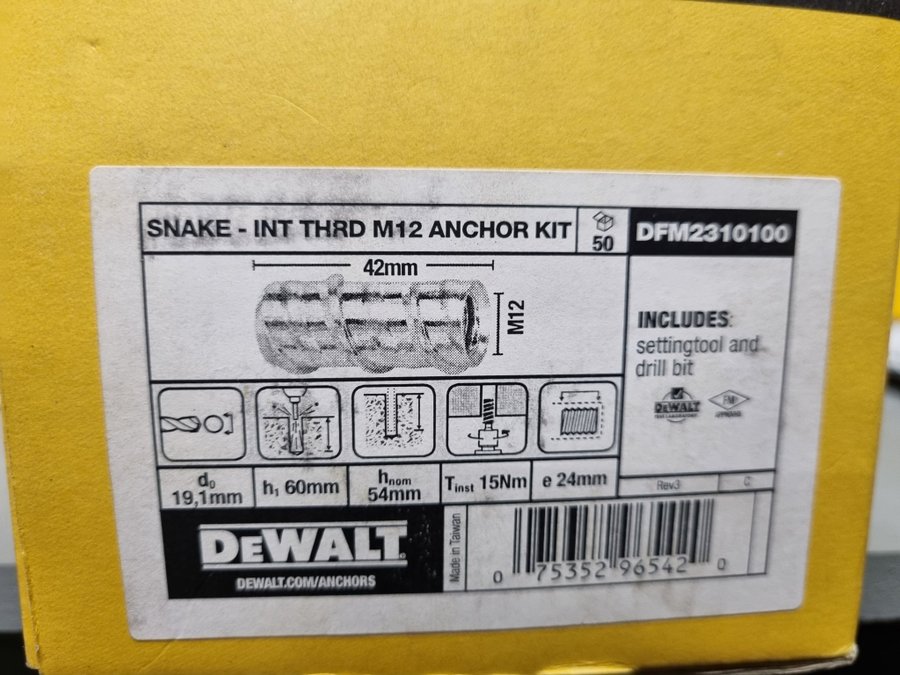 SNAKE - INT THRD M12 ANCHOR KIT
50
DFM2310100
42mm
M12
INCLUDES:
settingtool and
drill bit
DEWALT
FM
APPROVED
d₀
19,1mm
h₁ 60mm
hnom
54mm
Tinst 15Nm
e 24mm
Rev3
C
DEWALT
DEWALT.COM/ANCHORS
Made in Taiwan
0 75352 96542 0